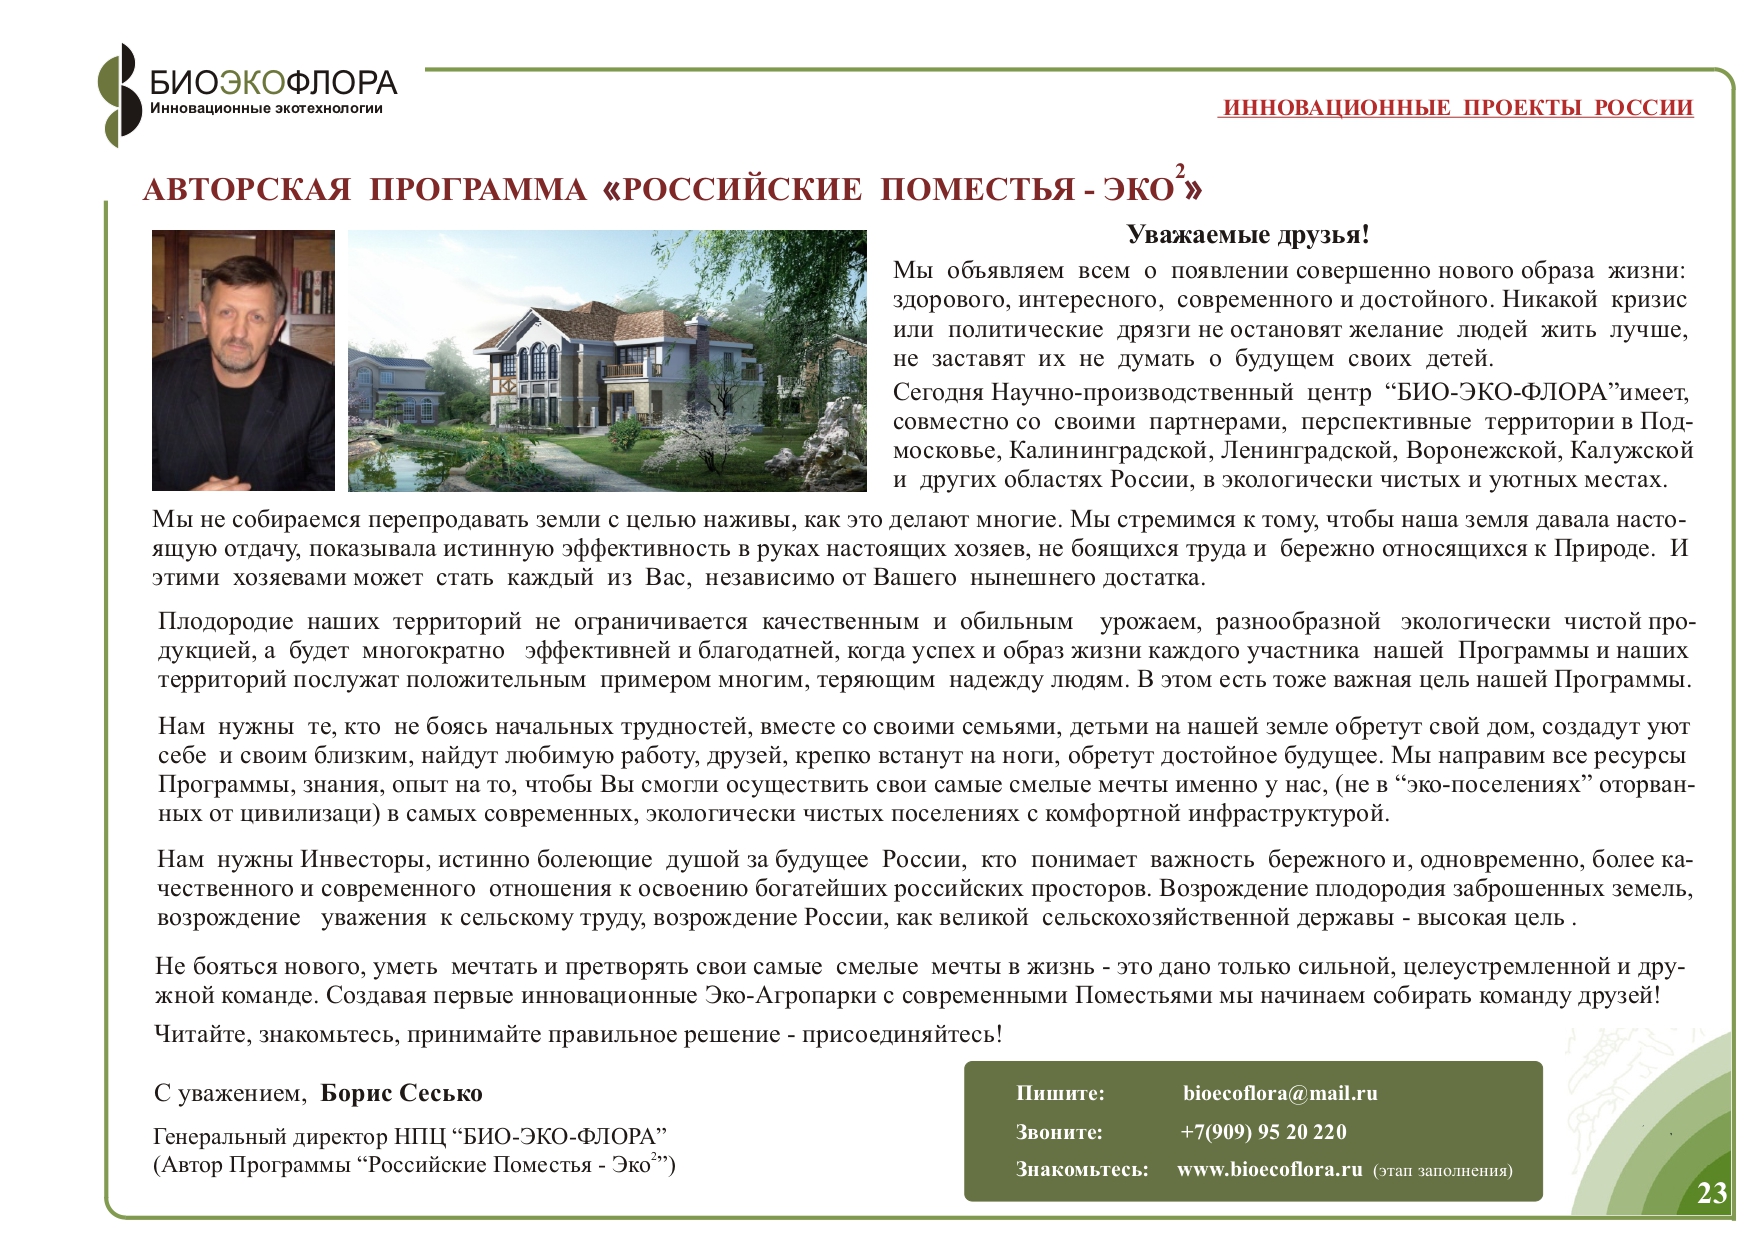 БИОЭКОФЛОРА
Инновационные экотехнологии
ИННОВАЦИОННЫЕ ПРОЕКТЫ РОССИИ
АВТОРСКАЯ ПРОГРАММА «РОССИЙСКИЕ ПОМЕСТЬЯ - ЭКО²»
Уважаемые друзья!
Мы объявляем всем о появлении совершенно нового образа жизни:
здорового, интересного, современного и достойного. Никакой кризис
или политические дрязги не остановят желание людей жить лучше,
не заставят их не думать о будущем своих детей.
Сегодня Научно-производственный центр “БИО-ЭКО-ФЛОРА”имеет,
совместно со своими партнерами, перспективные территории в Под-
московье, Калининградской, Ленинградской, Воронежской, Калужской
и других областях России, в экологически чистых и уютных местах.
Мы не собираемся перепродавать земли с целью наживы, как это делают многие. Мы стремимся к тому, чтобы наша земля давала насто-
ящую отдачу, показывала истинную эффективность в руках настоящих хозяев, не боящихся труда и бережно относящихся к Природе. И
этими хозяевами может стать каждый из Вас, независимо от Вашего нынешнего достатка.
Плодородие наших территорий не ограничивается качественным и обильным урожаем, разнообразной экологически чистой про-
дукцией, а будет многократно эффективней и благодатней, когда успех и образ жизни каждого участника нашей Программы и наших
территорий послужат положительным примером многим, теряющим надежду людям. В этом есть тоже важная цель нашей Программы.
Нам нужны те, кто не боясь начальных трудностей, вместе со своими семьями, детьми на нашей земле обретут свой дом, создадут уют
себе и своим близким, найдут любимую работу, друзей, крепко встанут на ноги, обретут достойное будущее. Мы направим все ресурсы
Программы, знания, опыт на то, чтобы Вы смогли осуществить свои самые смелые мечты именно у нас, (не в “эко-поселениях” оторван-
ных от цивилизаци) в самых современных, экологически чистых поселениях с комфортной инфраструктурой.
Нам нужны Инвесторы, истинно болеющие душой за будущее России, кто понимает важность бережного и, одновременно, более ка-
чественного и современного отношения к освоению богатейших российских просторов. Возрождение плодородия заброшенных земель,
возрождение уважения к сельскому труду, возрождение России, как великой сельскохозяйственной державы - высокая цель .
Не бояться нового, уметь мечтать и претворять свои самые смелые мечты в жизнь - это дано только сильной, целеустремленной и дру-
жной команде. Создавая первые инновационные Эко-Агропарки с современными Поместьями мы начинаем собирать команду друзей!
Читайте, знакомьтесь, принимайте правильное решение - присоединяйтесь!
С уважением, Борис Сесько
Генеральный директор НПЦ “БИО-ЭКО-ФЛОРА”
(Автор Программы “Российские Поместья - Эко²”)
Пишите: bioecoflora@mail.ru
Звоните: +7(909) 95 20 220
Знакомьтесь: www.bioecoflora.ru (этап заполнения)
23